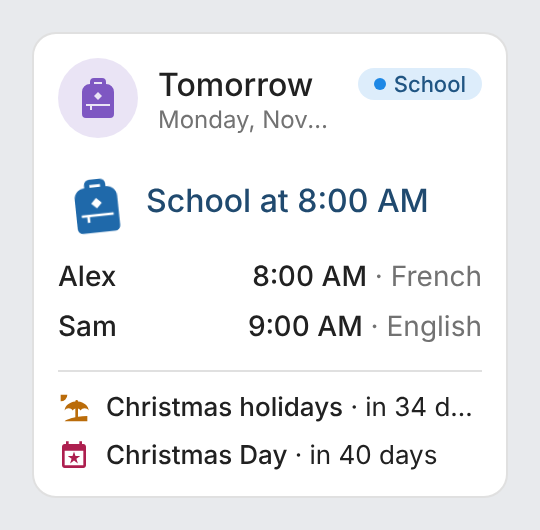 Tomorrow
School
Monday, Nov...
School at 8:00 AM
Alex 8:00 AM · French
Sam 9:00 AM · English
Christmas holidays · in 34 d...
Christmas Day · in 40 days